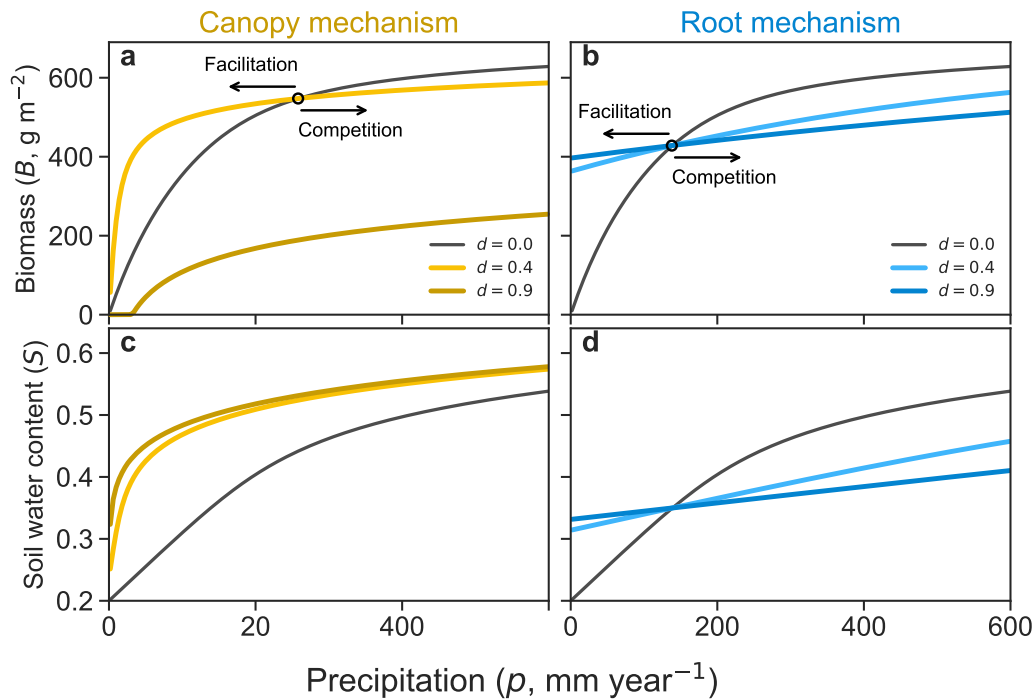 Canopy mechanism
Root mechanism
a
b
Facilitation
Competition
Facilitation
Competition
Biomass (B, g m⁻²)
600
400
200
0
d = 0.0
d = 0.4
d = 0.9
d = 0.0
d = 0.4
d = 0.9
c
d
Soil water content (S)
0.6
0.5
0.4
0.3
0.2
0
20
400
0
200
400
600
Precipitation (p, mm year⁻¹)